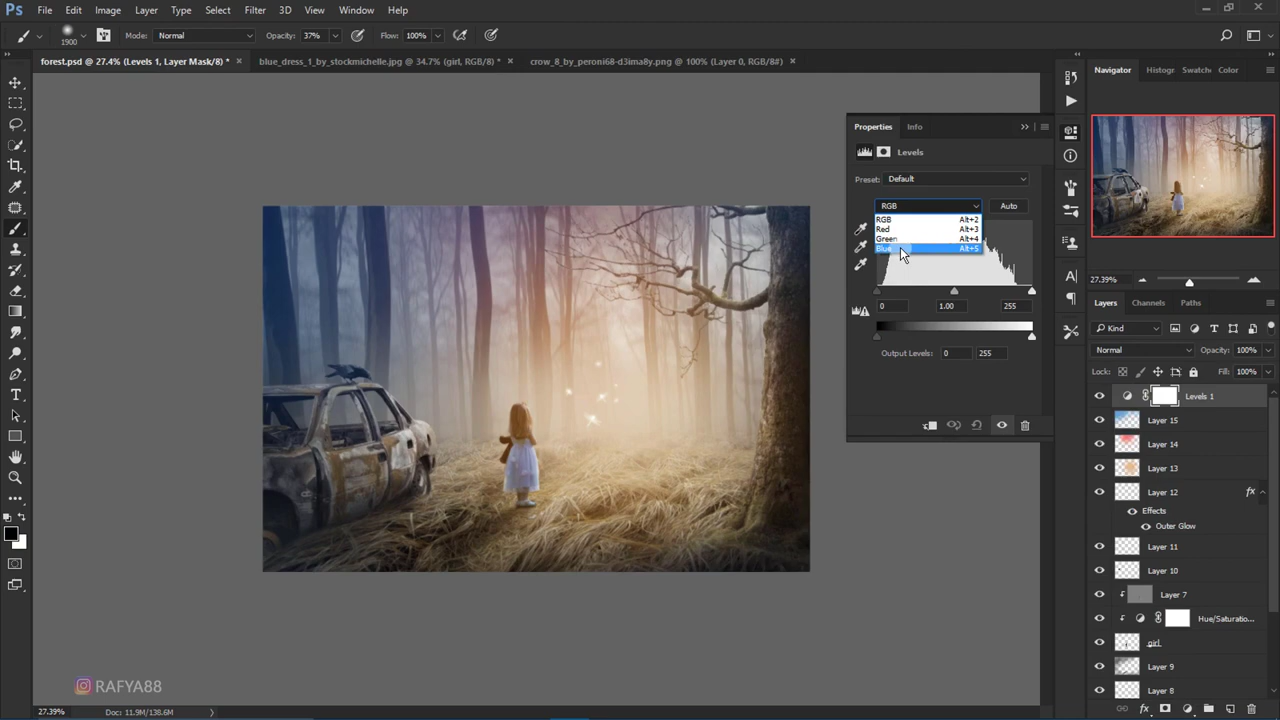 Ps File Edit Image Layer Type Select Filter 3D View Window Help
1900 Mode: Normal Opacity: 37% Flow: 100%
forest.psd @ 27.4% (Levels 1, Layer Mask/8) * × blue_dress_1_by_stockmichelle.jpg @ 34.7% (girl, RGB/8) * × crow_8_by_peroni68-d3ima8y.png @ 100% (Layer 0, RGB/8#) ×
Properties Info
Levels
Preset: Default
RGB Auto
RGB Alt+2
Red Alt+3
Green Alt+4
Blue Alt+5
0 1.00 255
Output Levels: 0 255
Navigator Histogr Swatch Color
27.39%
Layers Channels Paths
Kind
Normal Opacity: 100%
Lock: Fill: 100%
Levels 1
Layer 15
Layer 14
Layer 13
Layer 12 fx
Effects
Outer Glow
Layer 11
Layer 10
Layer 7
Hue/Saturatio...
girl
Layer 9
Layer 8
fx
RAFYA88
27.39% Doc: 11.9M/138.6M